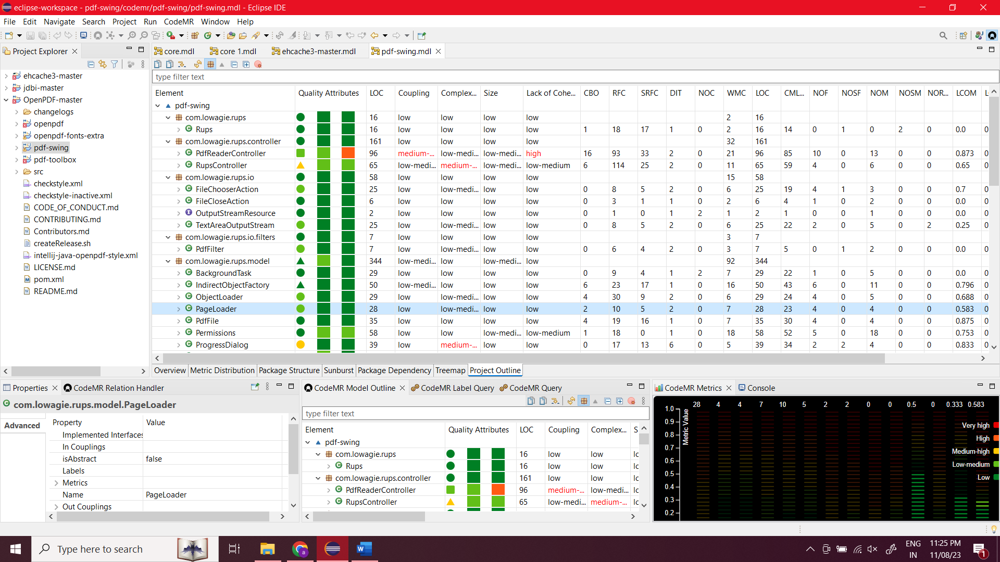 eclipse-workspace - pdf-swing/codemr/pdf-swing/pdf-swing.mdl - Eclipse IDE
File Edit Navigate Search Project Run CodeMR Window Help
Project Explorer
ehcache3-master
jdbi-master
OpenPDF-master
changelogs
openpdf
openpdf-fonts-extra
pdf-swing
pdf-toolbox
src
checkstyle.xml
checkstyle-inactive.xml
CODE_OF_CONDUCT.md
CONTRIBUTING.md
Contributors.md
createRelease.sh
intellij-java-openpdf-style.xml
LICENSE.md
pom.xml
README.md
core.mdl core 1.mdl ehcache3-master.mdl pdf-swing.mdl
type filter text
Element Quality Attributes LOC Coupling Complex... Size Lack of Cohe... CBO RFC SRFC DIT NOC WMC LOC CML... NOF NOSF NOM NOSM NOR... LCOM
pdf-swing
com.lowagie.rups 16 low low low low 2 16
Rups 16 low low low low 1 18 17 1 0 2 16 14 0 1 0 2 0 0.0 0
com.lowagie.rups.controller 161 low low low low 32 161
PdfReaderController 96 medium-... low-medi... low-medi... high 16 93 33 2 0 21 96 85 10 0 13 0 0 0.873 0
RupsController 65 low-medi... medium-... low-medi... low-medium 6 114 25 2 0 11 65 59 4 0 6 0 0 0.65 0
com.lowagie.rups.io 58 low low low low 15 58
FileChooserAction 25 low low-medi... low low 0 8 5 2 0 6 25 19 4 1 3 0 0 0.7 0
FileCloseAction 6 low low low low 0 3 1 1 0 2 6 4 1 0 2 0 0 0.0 0
OutputStreamResource 2 low low low low 0 1 0 1 2 1 2 1 0 0 1 0 0 0.0 0
TextAreaOutputStream 25 low low-medi... low low 0 8 5 2 0 6 25 22 2 0 5 0 2 0.25 0
com.lowagie.rups.io.filters 7 low low low low 3 7
PdfFilter 7 low low-medi... low low 0 6 4 2 0 3 7 5 0 1 2 0 0 0.0 0
com.lowagie.rups.model 344 low-medi... low low-medi... low 92 344
BackgroundTask 29 low low low low 0 9 4 1 2 7 29 22 1 0 5 0 0 0.0 0
IndirectObjectFactory 50 low-medi... low low low 6 23 17 1 0 16 50 43 6 0 11 0 0 0.796 0
ObjectLoader 29 low low-medi... low low 4 30 9 2 0 6 29 24 4 0 5 0 0 0.688 0
PageLoader 28 low low-medi... low low 2 10 5 2 0 7 28 23 4 0 4 0 0 0.583 0
PdfFile 35 low low low low 4 19 16 1 0 7 35 30 4 0 4 0 0 0.875 0
Permissions 58 low low low-medi... low-medium 1 18 0 1 0 18 58 52 5 0 18 0 0 0.753 0
ProgressDialog 39 low medium-... low low 0 17 13 6 0 5 39 34 2 2 4 0 0 0.833 0
Overview Metric Distribution Package Structure Sunburst Package Dependency Treemap Project Outline
Properties CodeMR Relation Handler
com.lowagie.rups.model.PageLoader
Advanced
Property Value
Implemented Interfaces
In Couplings
isAbstract false
Labels
Metrics
Name PageLoader
Out Couplings
CodeMR Model Outline CodeMR Label Query CodeMR Query
type filter text
Element Quality Attributes LOC Coupling Complex... S
pdf-swing
com.lowagie.rups 16 low low
Rups 16 low low
com.lowagie.rups.controller 161 low low
PdfReaderController 96 medium-... low-medi...
RupsController 65 low-medi... medium-...
CodeMR Metrics Console
28 4 4 7 10 5 2 2 0 0 0.5 0 0.333 0.583
1.0
0.9
0.8
0.7
0.6
0.5
0.4
0.3
0.2
Metric Value
Very high
High
Medium-high
Low-medium
Low
Type here to search
ENG
IN
11:25 PM
11/08/23
1